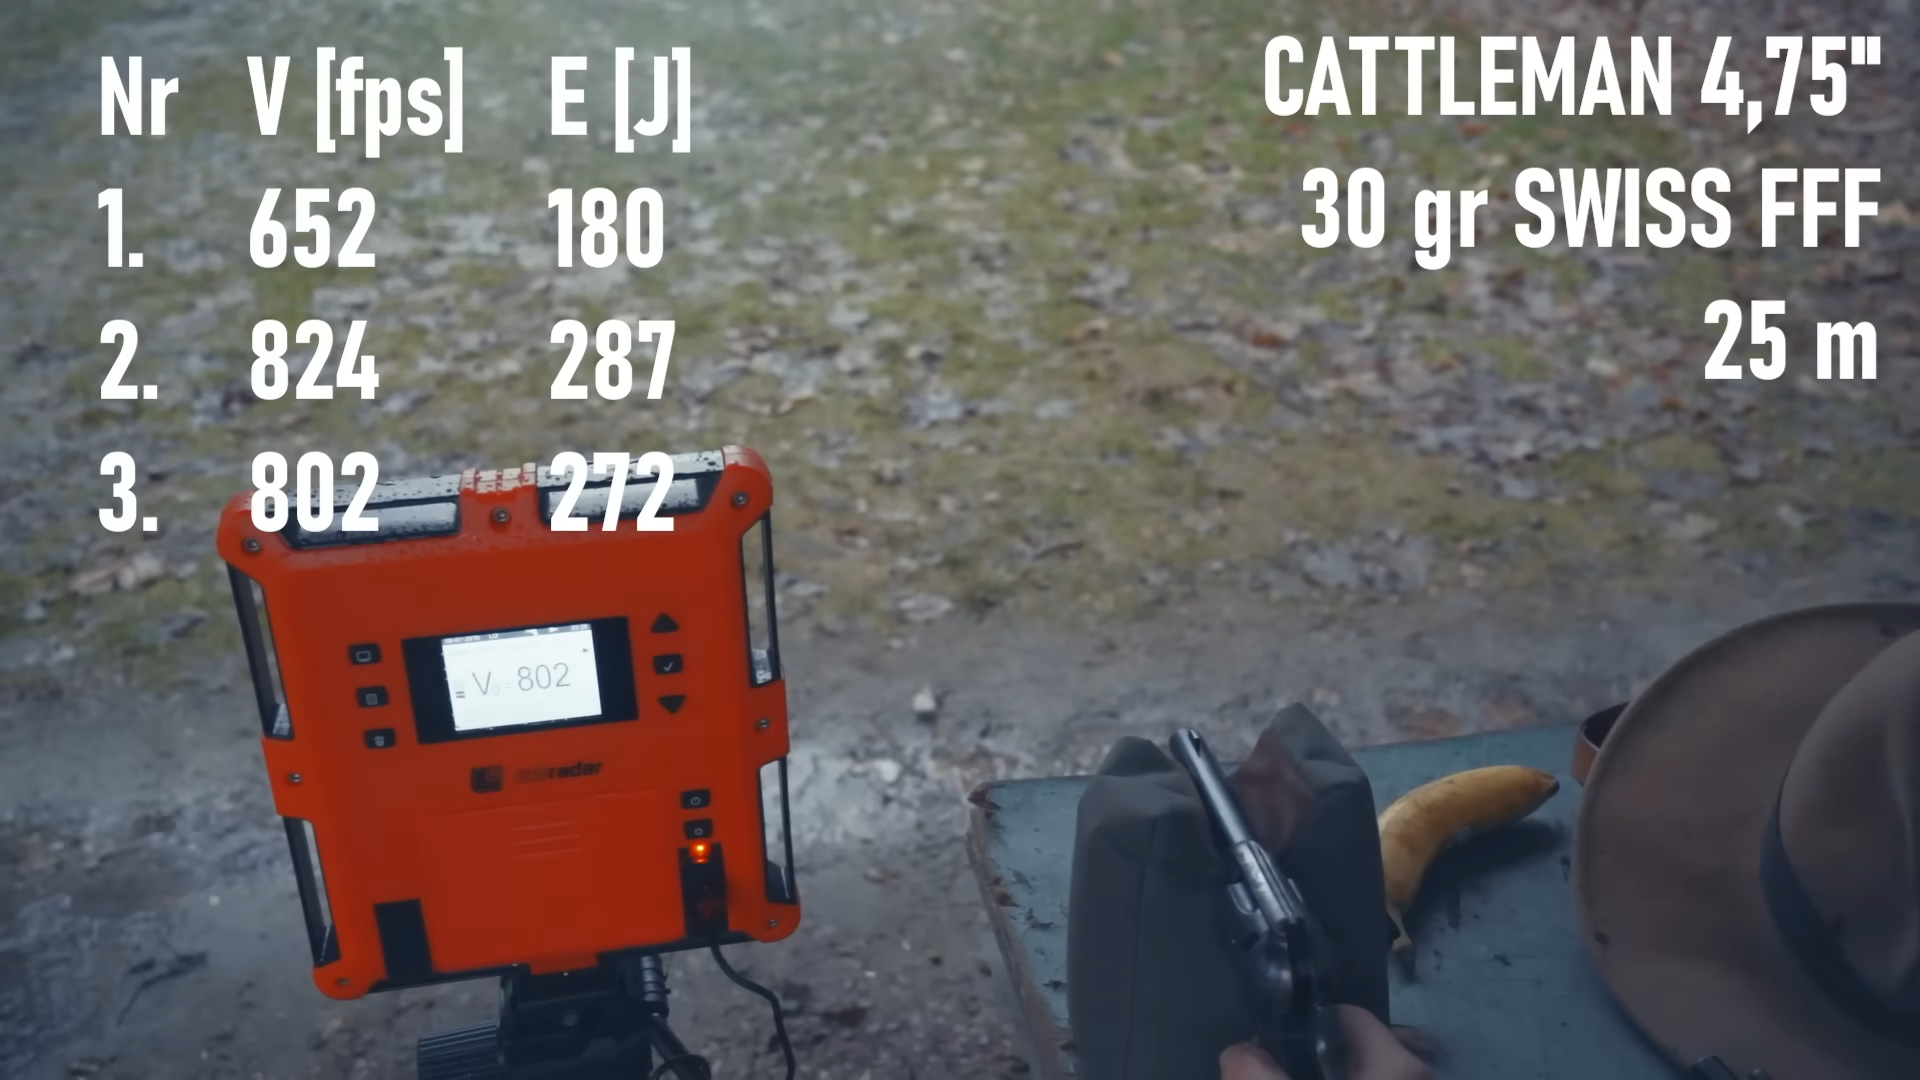 Nr V [fps] E [J]
1. 652 180
2. 824 287
3. 802 272
CATTLEMAN 4,75"
30 gr SWISS FFF
25 m
V₀ = 802
radar